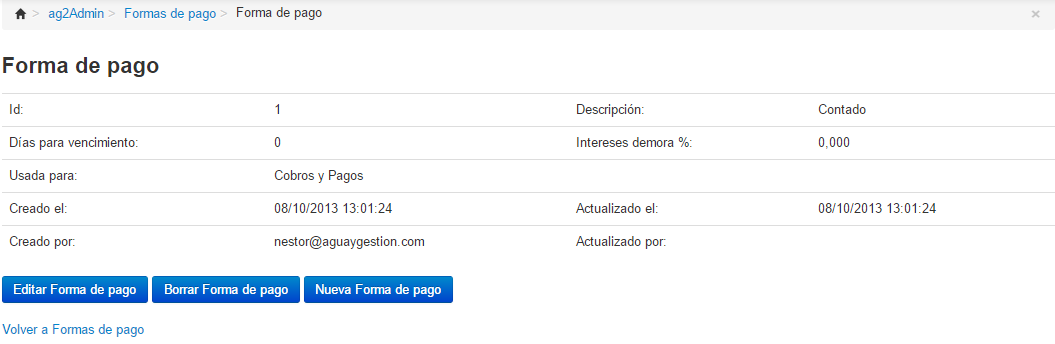 > ag2Admin > Formas de pago > Forma de pago ×
Forma de pago
Id: 1 Descripción: Contado
Días para vencimiento: 0 Intereses demora %: 0,000
Usada para: Cobros y Pagos
Creado el: 08/10/2013 13:01:24 Actualizado el: 08/10/2013 13:01:24
Creado por: nestor@aguaygestion.com Actualizado por:
Editar Forma de pago Borrar Forma de pago Nueva Forma de pago
Volver a Formas de pago